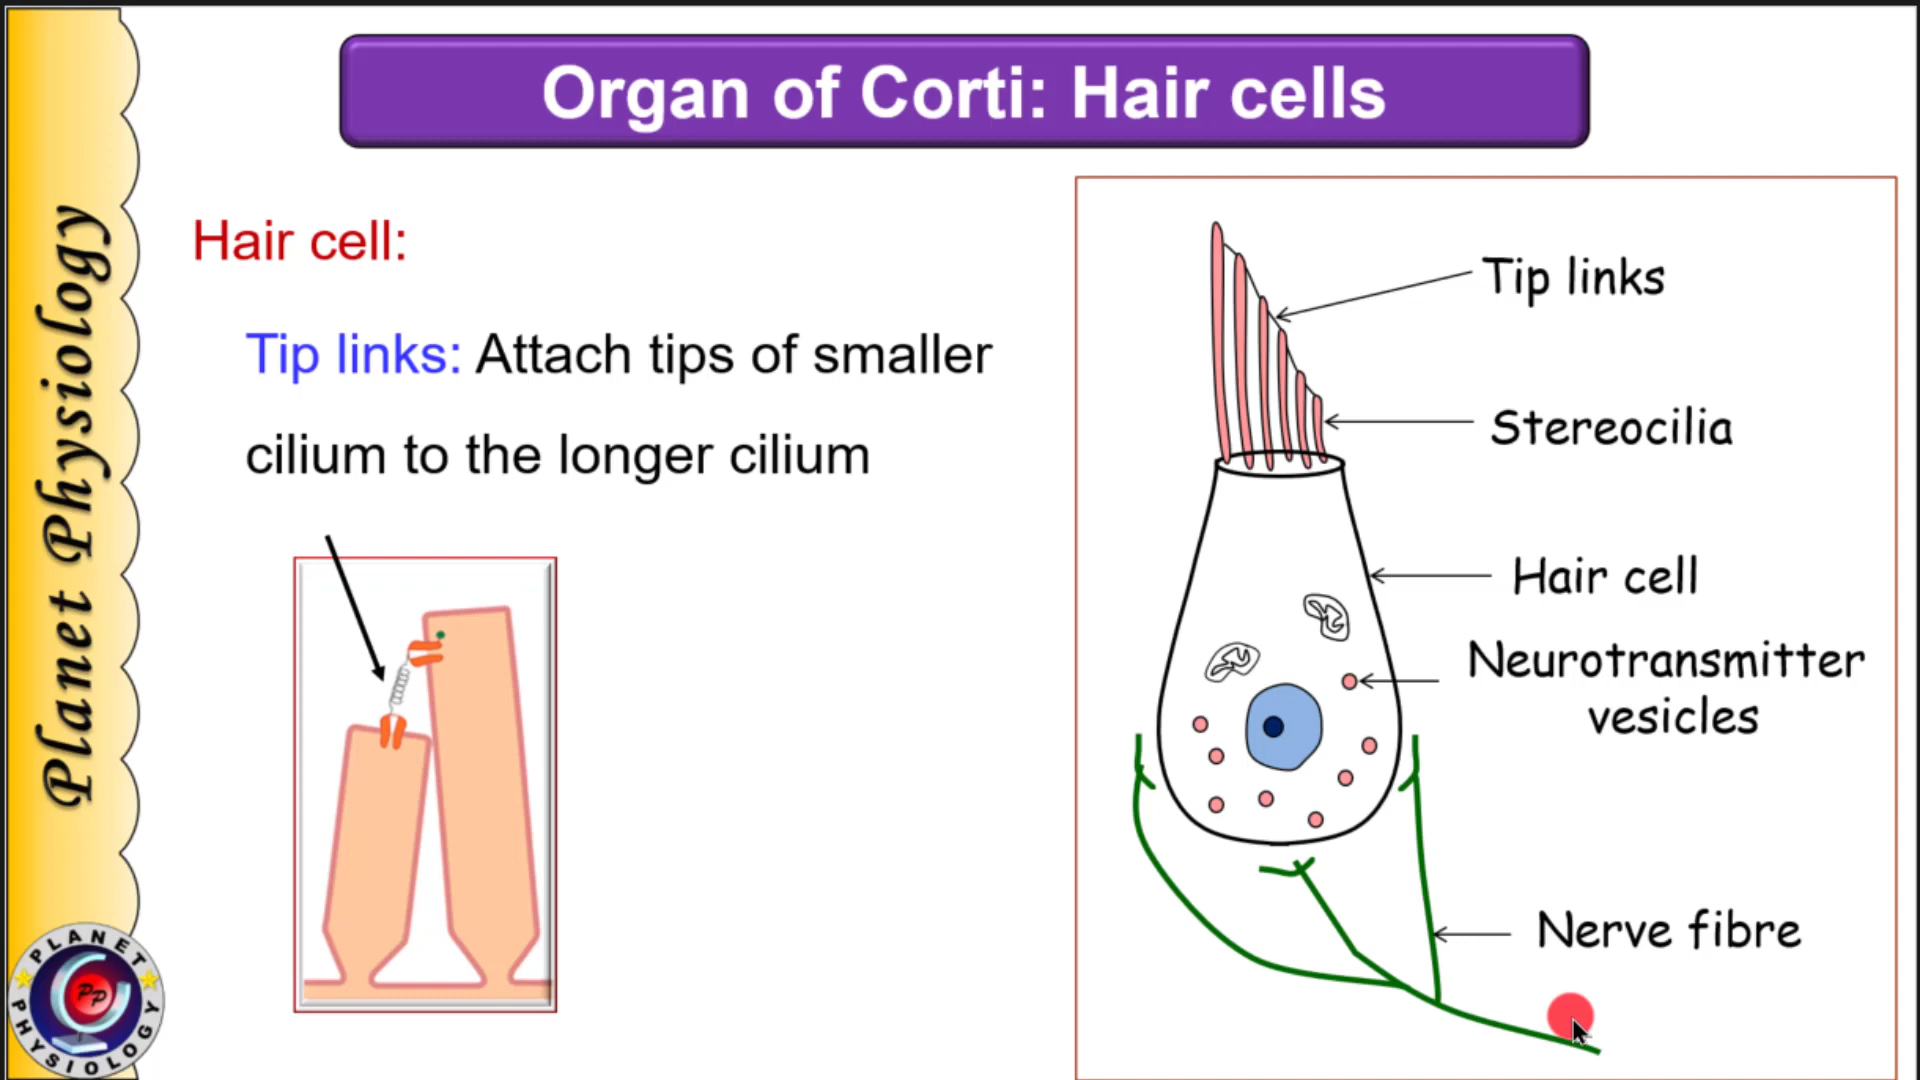 Organ of Corti: Hair cells
Planet Physiology
Hair cell:
Tip links: Attach tips of smaller
cilium to the longer cilium
Tip links
Stereocilia
Hair cell
Neurotransmitter
vesicles
Nerve fibre
PLANET
PP
PHYSIOLOGY